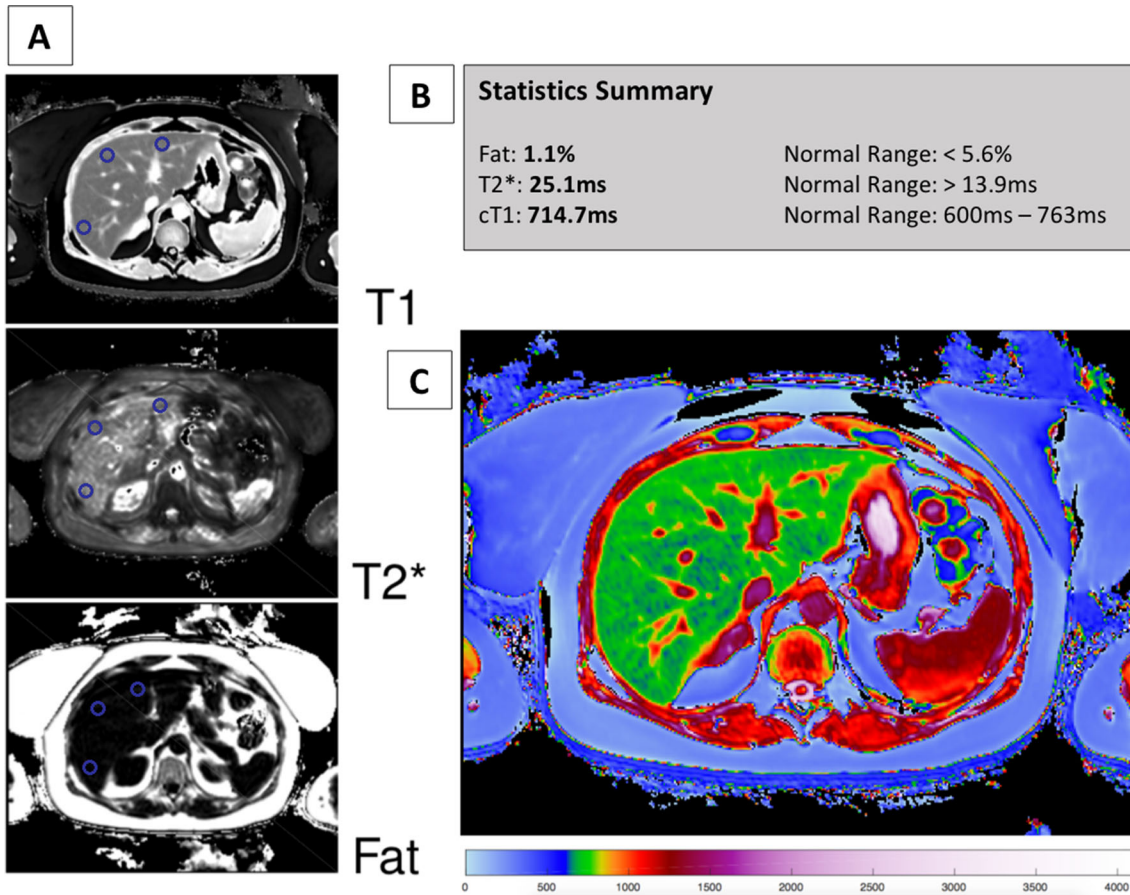 A
T1
T2*
Fat
B
Statistics Summary
Fat: 1.1% Normal Range: < 5.6%
T2*: 25.1ms Normal Range: > 13.9ms
cT1: 714.7ms Normal Range: 600ms – 763ms
C
0 500 1000 1500 2000 2500 3000 3500 4000